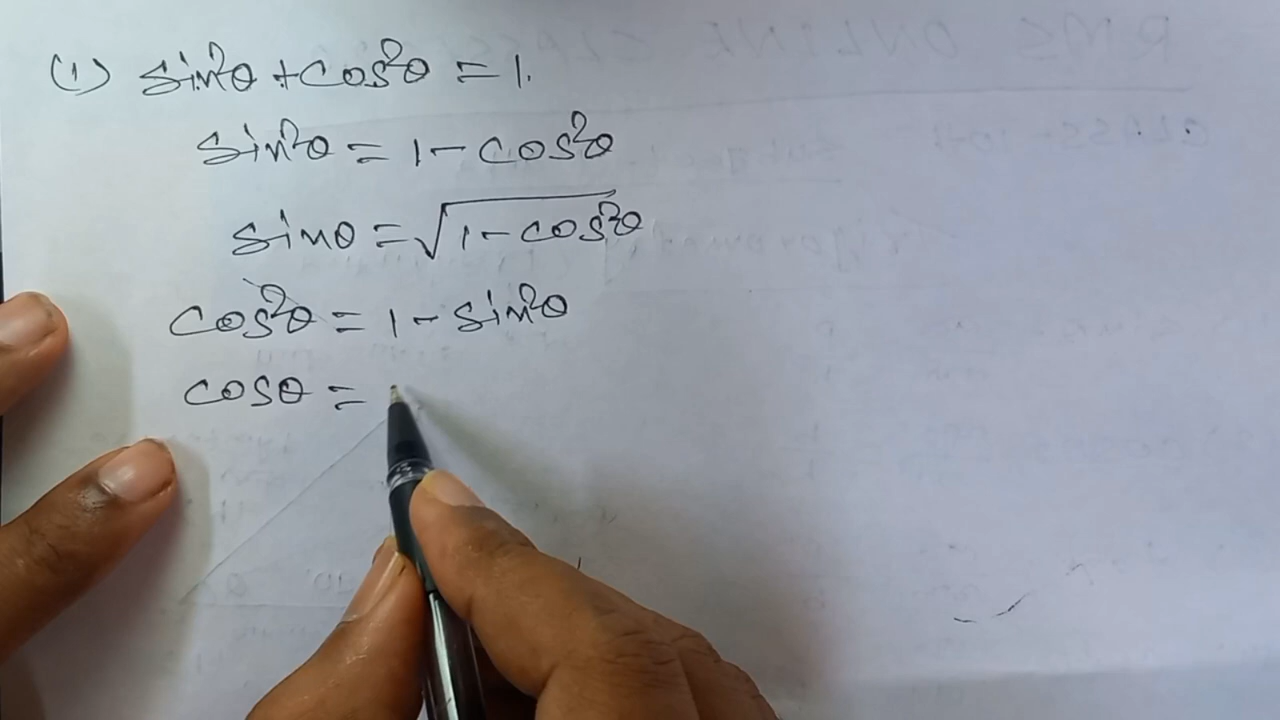 (1) sin²θ + cos²θ = 1.
sin²θ = 1 - cos²θ
sinθ = √1 - cos²θ
cos²θ = 1 - sin²θ
cosθ =